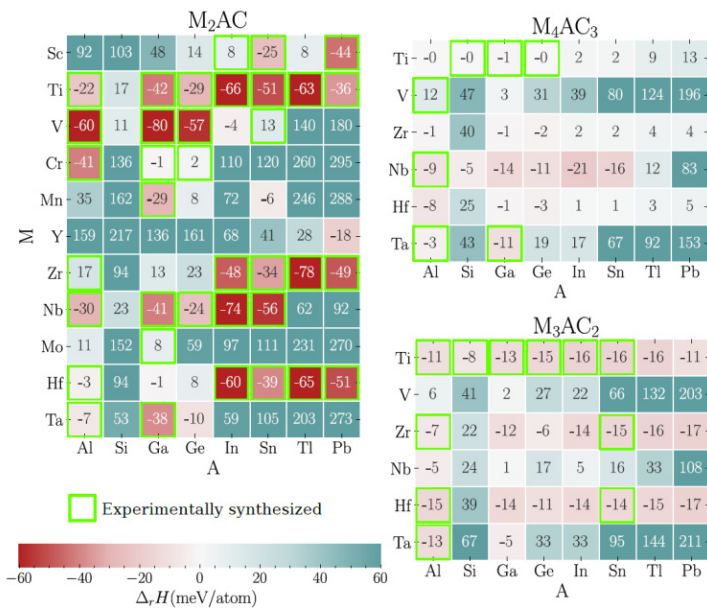 M₂AC
Sc 92 103 48 14 8 -25 8 -44
Ti -22 17 -42 -29 -66 -51 -63 -36
V -60 11 -80 -57 -4 13 140 180
Cr -41 136 -1 2 110 120 260 295
Mn 35 162 -29 8 72 -6 246 288
M
Y 159 217 136 161 68 41 28 -18
Zr 17 94 13 23 -48 -34 -78 -49
Nb -30 23 -41 -24 -74 -56 62 92
Mo 11 152 8 59 97 111 231 270
Hf -3 94 -1 8 -60 -39 -65 -51
Ta -7 53 -38 -10 59 105 203 273
Al Si Ga Ge In Sn Tl Pb
A
Experimentally synthesized
-60 -40 -20 0 20 40 60
ΔᵣH(meV/atom)
M₄AC₃
Ti -0 -0 -1 -0 2 2 9 13
V 12 47 3 31 39 80 124 196
Zr -1 40 -1 -2 2 2 4 4
Nb -9 -5 -14 -11 -21 -16 12 83
Hf -8 25 -1 -3 1 1 3 5
Ta -3 43 -11 19 17 67 92 153
Al Si Ga Ge In Sn Tl Pb
A
M₃AC₂
Ti -11 -8 -13 -15 -16 -16 -16 -11
V 6 41 2 27 22 66 132 203
Zr -7 22 -12 -6 -14 -15 -16 -17
Nb -5 24 1 17 5 16 33 108
Hf -15 39 -14 -11 -14 -14 -15 -17
Ta -13 67 -5 33 33 95 144 211
Al Si Ga Ge In Sn Tl Pb
A